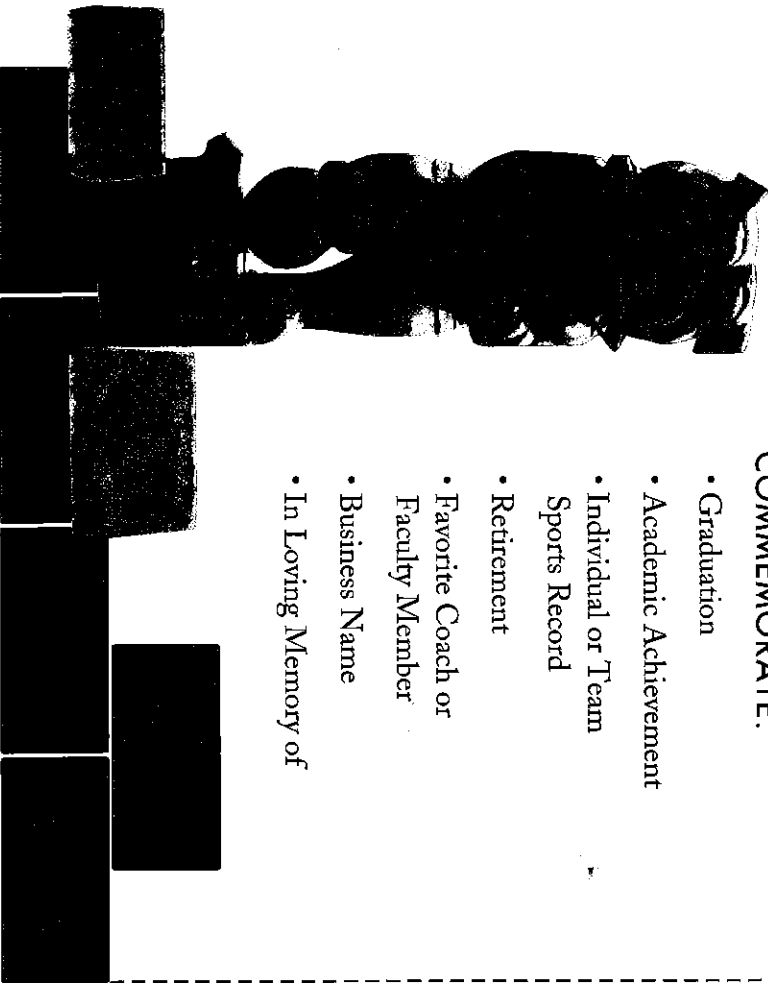 COMMEMORATE:
• Graduation
• Academic Achievement
• Individual or Team
Sports Record
• Retirement
• Favorite Coach or
Faculty Member
• Business Name
• In Loving Memory of